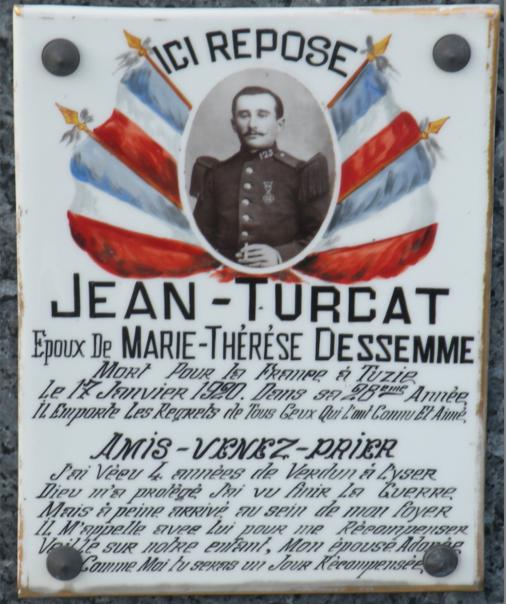 ICI REPOSE
125
JEAN-TURCAT
Epoux De MARIE-THÉRÈSE DESSEMME
Mort Pour la France à Tuzie
Le 17 Janvier 1920. Dans sa 28ème Année
IL Emporte Les Regrets de Tous Ceux Qui L'ont Connu Et Aimé.
AMIS-VENEZ-PRIER
J'ai Vécu 4 années de Verdun à Lyser
Dieu m'a protégé J'ai vu finir La Guerre
Mais à peine arrivé au sein de mon foyer
IL M'appelle avec Lui pour me Récompenser
Veille sur notre enfant, Mon épouse Adorée
Comme Moi tu seras un Jour Récompensée